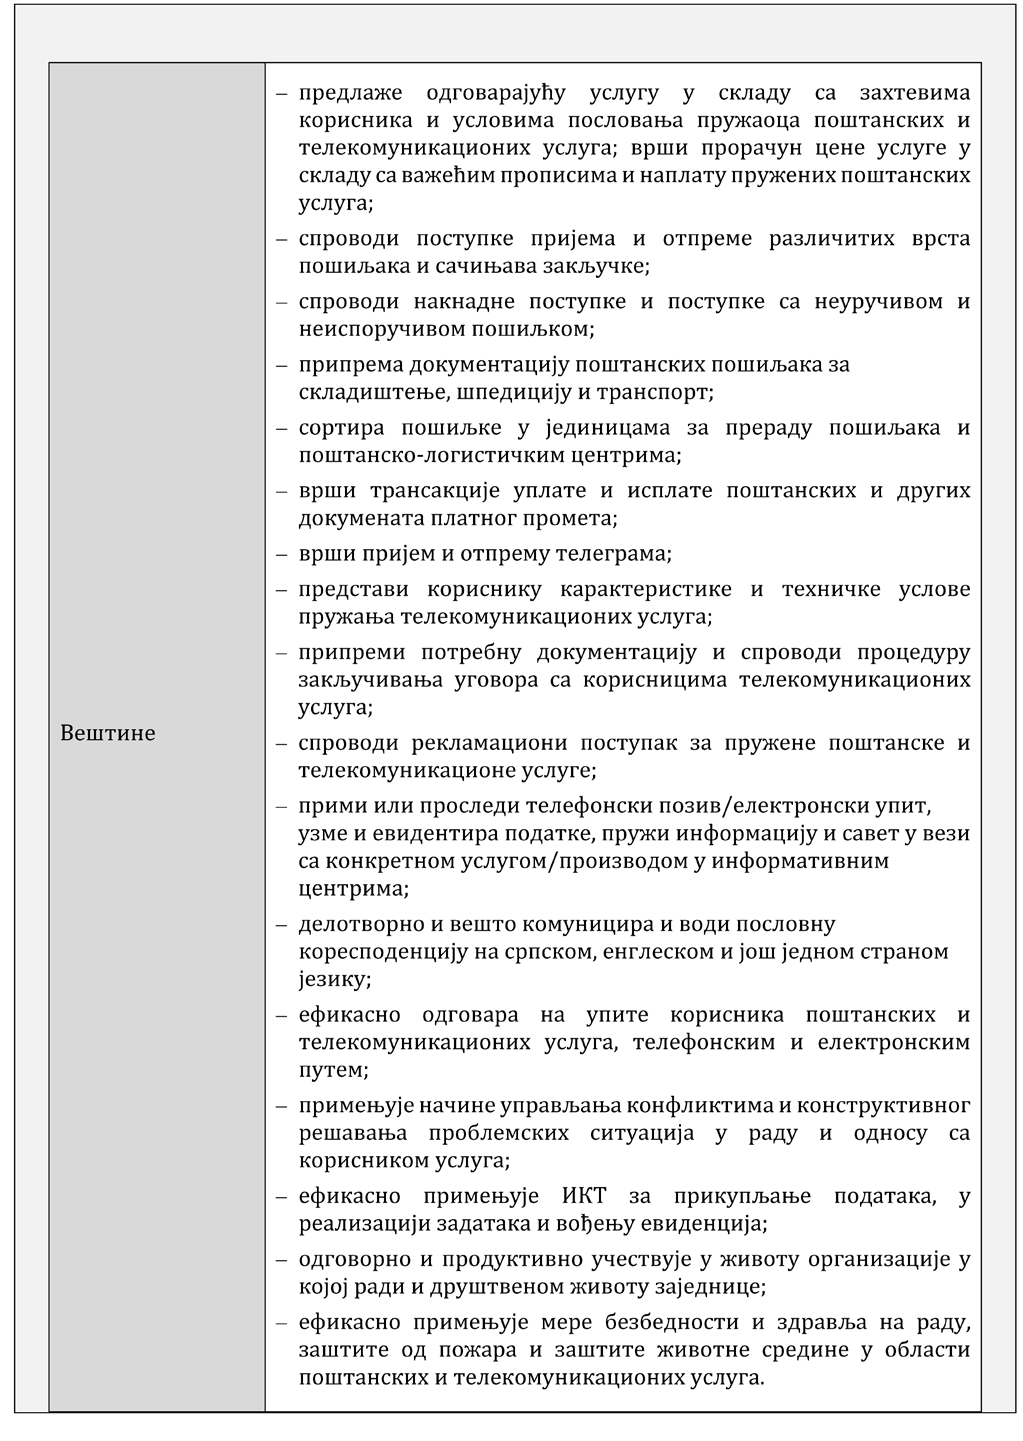 – предлаже одговарајућу услугу у складу са захтевима
корисника и условима пословања пружаоца поштанских и
телекомуникационих услуга; врши прорачун цене услуге у
складу са важећим прописима и наплату пружених поштанских
услуга;
– спроводи поступке пријема и отпреме различитих врста
пошиљака и сачињава закључке;
– спроводи накнадне поступке и поступке са неуручивом и
неиспоручивом пошиљком;
– припрема документацију поштанских пошиљака за
складиштење, шпедицију и транспорт;
– сортира пошиљке у јединицама за прераду пошиљака и
поштанско-логистичким центрима;
– врши трансакције уплате и исплате поштанских и других
докумената платног промета;
– врши пријем и отпрему телеграма;
– представи кориснику карактеристике и техничке услове
пружања телекомуникационих услуга;
– припреми потребну документацију и спроводи процедуру
закључивања уговора са корисницима телекомуникационих
услуга;
Вештине
– спроводи рекламациони поступак за пружене поштанске и
телекомуникационе услуге;
– прими или проследи телефонски позив/електронски упит,
узме и евидентира податке, пружи информацију и савет у вези
са конкретном услугом/производом у информативним
центрима;
– делотворно и вешто комуницира и води пословну
коресподенцију на српском, енглеском и још једном страном
језику;
– ефикасно одговара на упите корисника поштанских и
телекомуникационих услуга, телефонским и електронским
путем;
– примењује начине управљања конфликтима и конструктивног
решавања проблемских ситуација у раду и односу са
корисником услуга;
– ефикасно примењује ИКТ за прикупљање података, у
реализацији задатака и вођењу евиденција;
– одговорно и продуктивно учествује у животу организације у
којој ради и друштвеном животу заједнице;
– ефикасно примењује мере безбедности и здравља на раду,
заштите од пожара и заштите животне средине у области
поштанских и телекомуникационих услуга.